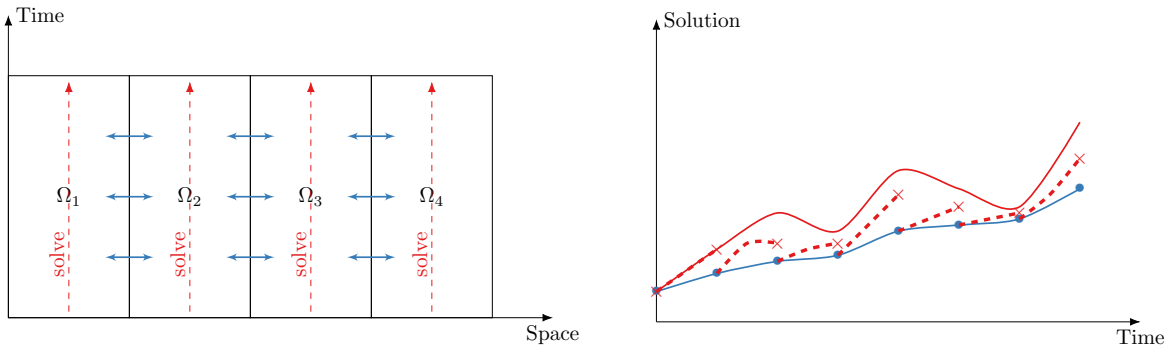 Time
Ω1
Ω2
Ω3
Ω4
solve
solve
solve
solve
Space
Solution
Time